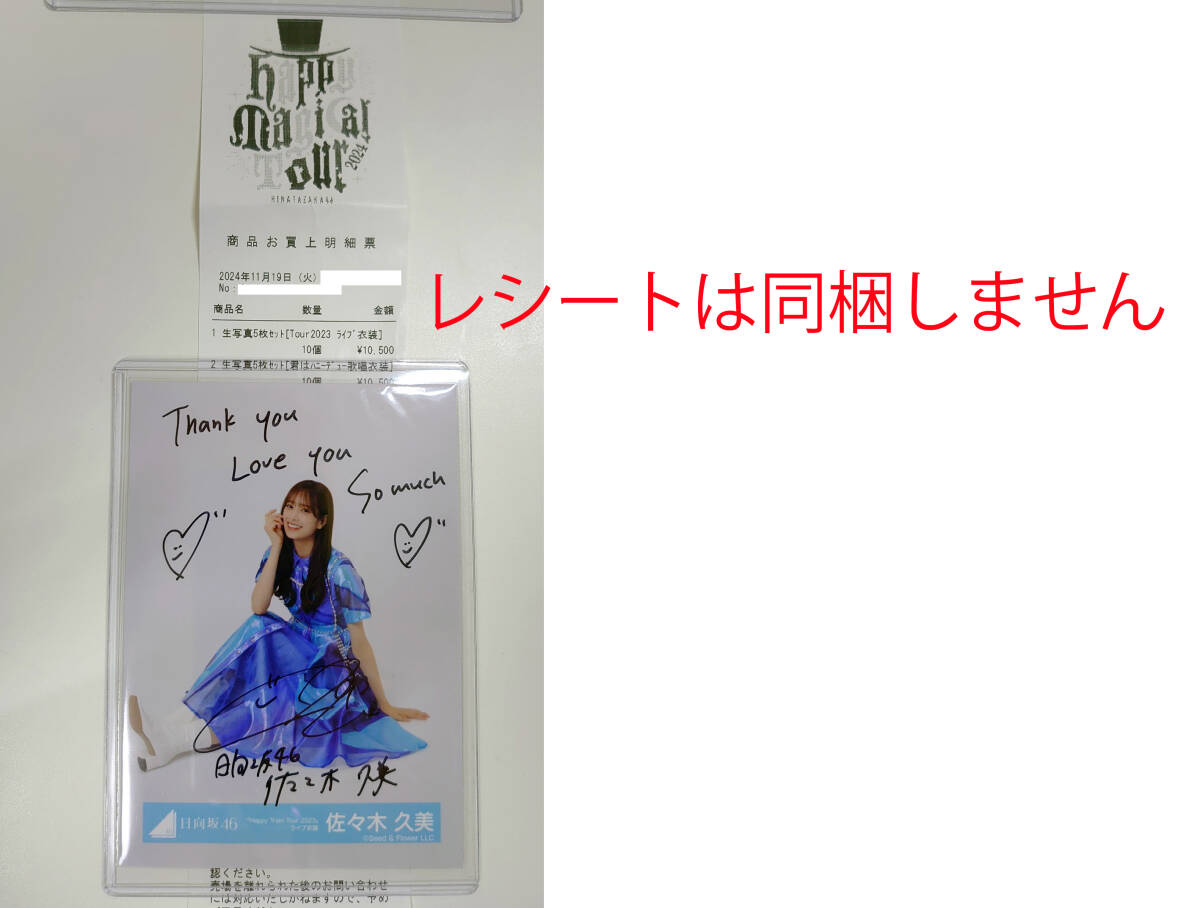 Happy
Magical
Tour
2024
HINATAZAKA46
商品お買上明細票
2024年11月19日 (火)
No:
商品名 数量 金額
1 生写真5枚ｾｯﾄ[Tour2023 ﾗｲﾌﾞ衣装]
10個 ¥10,500
2 生写真5枚ｾｯﾄ[君はﾊﾆｰﾃﾞｭｰ歌唱衣装]
10個 ¥10,500
レシートは同梱しません
Thank you
Love you
So much
日向坂46
佐々木 久美
日向坂46 "Happy Train Tour 2023" ライブ衣装 佐々木 久美
©Seed & Flower LLC
認ください。
売場を離れられた後のお問い合わせ
には対応いたしかねますので、予め